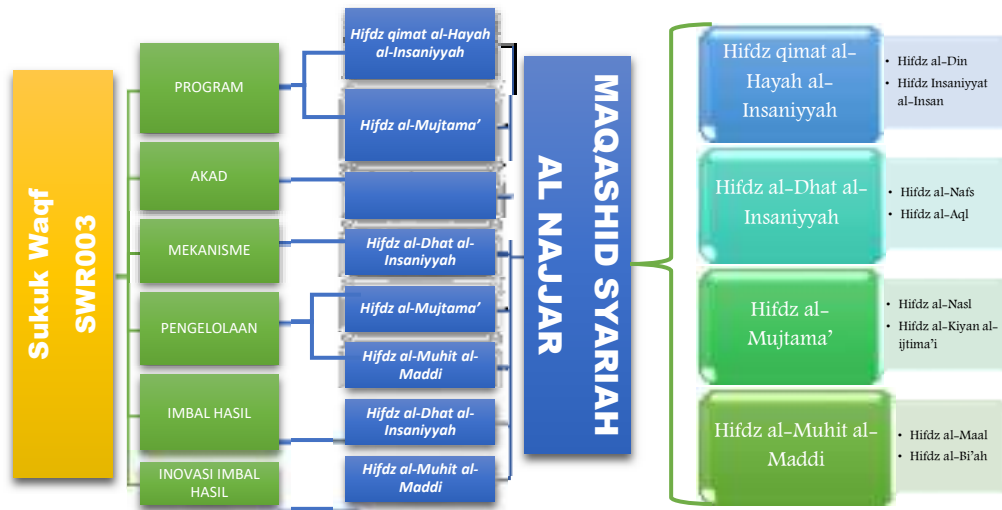 Sukuk Waqf
SWR003
PROGRAM
AKAD
MEKANISME
PENGELOLAAN
IMBAL HASIL
INOVASI IMBAL
HASIL
Hifdz qimat al-Hayah
al-Insaniyyah
Hifdz al-Mujtama’
Hifdz al-Dhat al-
Insaniyyah
Hifdz al-Mujtama’
Hifdz al-Muhit al-
Maddi
Hifdz al-Dhat al-
Insaniyyah
Hifdz al-Muhit al-
Maddi
MAQASHID SYARIAH
AL NAJJAR
Hifdz qimat al-
Hayah al-
Insaniyyah
• Hifdz al-Din
• Hifdz Insaniyyat
al-Insan
Hifdz al-Dhat al-
Insaniyyah
• Hifdz al-Nafs
• Hifdz al-Aql
Hifdz al-
Mujtama’
• Hifdz al-Nasl
• Hifdz al-Kiyan al-
ijtima’i
Hifdz al-Muhit al-
Maddi
• Hifdz al-Maal
• Hifdz al-Bi’ah